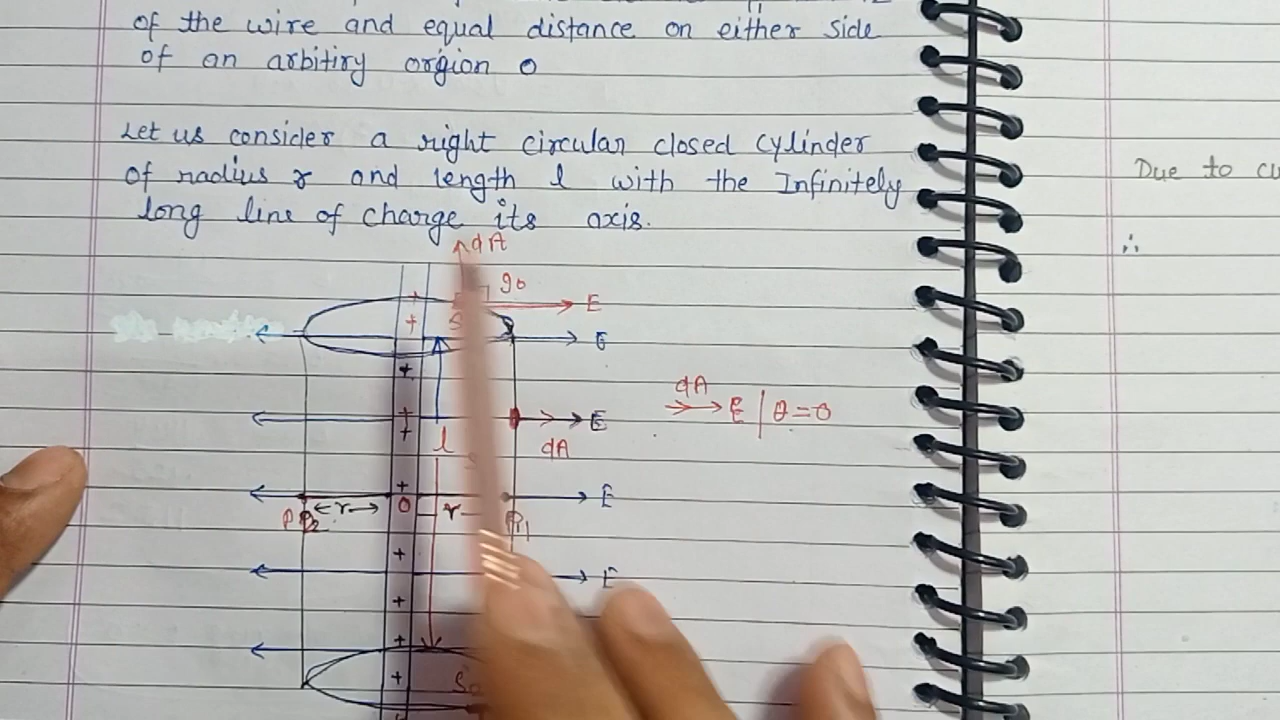 of the wire and equal distance on either side
of an arbitiry orgion o
Let us consider a right circular closed cylinder
of radius r and length l with the Infinitely
long line of charge its axis.
dA
90
E
+
+ S
E
+
dA
+
E
E | θ = 0
+
l
dA
+
E
P P2
r
O
r
P1
+
E
+
+
+
Due to
∴